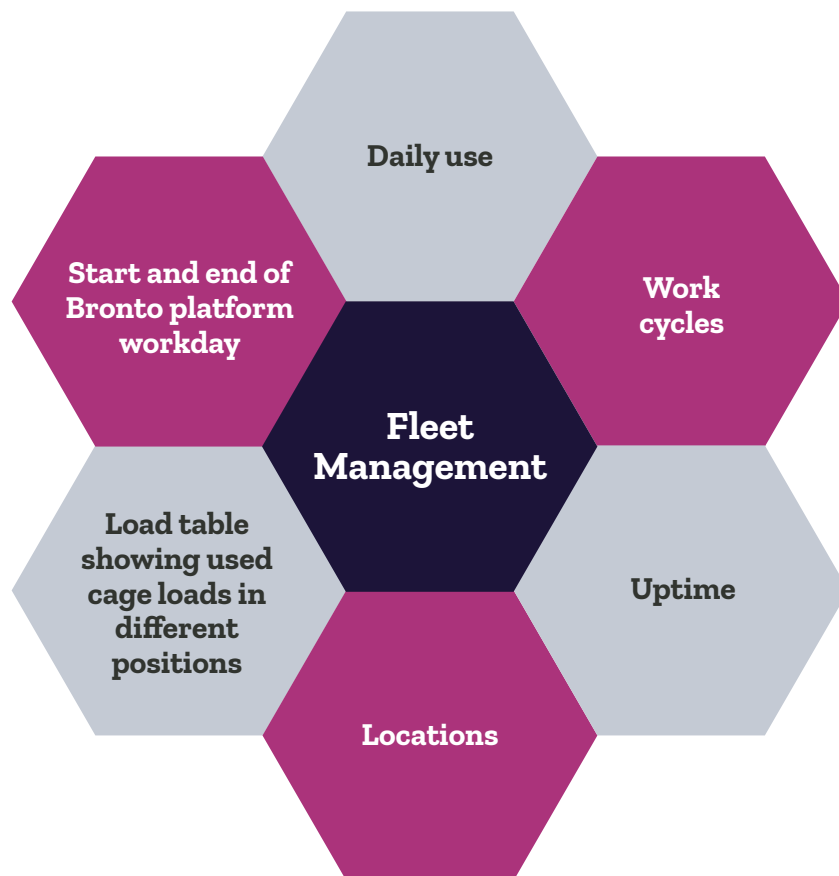 Daily use
Start and end of
Bronto platform
workday
Work
cycles
Fleet
Management
Load table
showing used
cage loads in
different
positions
Uptime
Locations